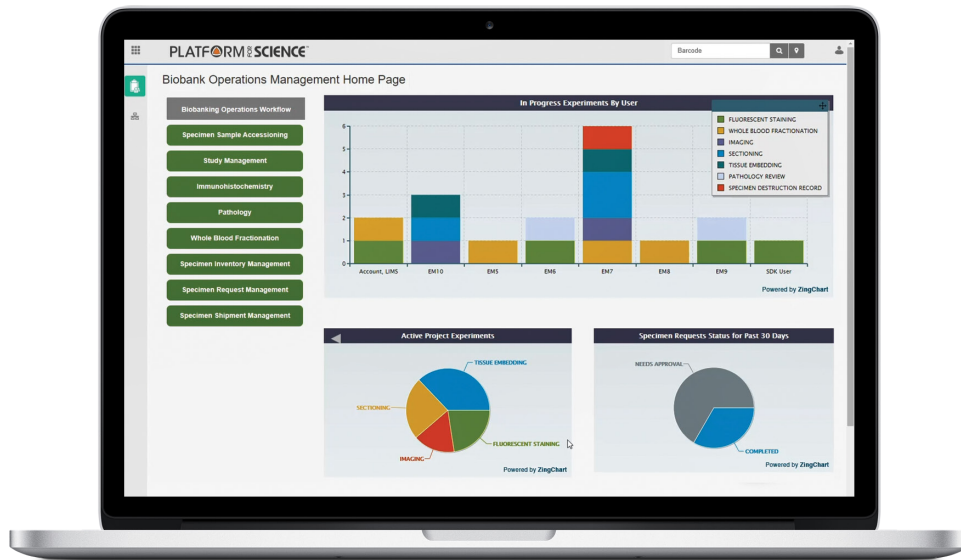 PLATFORM FOR SCIENCE™
Barcode
Biobank Operations Management Home Page
Biobanking Operations Workflow
Specimen Sample Accessioning
Study Management
Immunohistochemistry
Pathology
Whole Blood Fractionation
Specimen Inventory Management
Specimen Request Management
Specimen Shipment Management
In Progress Experiments By User
FLUORESCENT STAINING
WHOLE BLOOD FRACTIONATION
IMAGING
SECTIONING
TISSUE EMBEDDING
PATHOLOGY REVIEW
SPECIMEN DESTRUCTION RECORD
6
5
4
3
2
1
0
Account, LIMS EM10 EM5 EM6 EM7 EM8 EM9 SDK User
Powered by ZingChart
Active Project Experiments
TISSUE EMBEDDING
SECTIONING
FLUORESCENT STAINING
IMAGING
Powered by ZingChart
Specimen Requests Status for Past 30 Days
NEEDS APPROVAL
COMPLETED
Powered by ZingChart